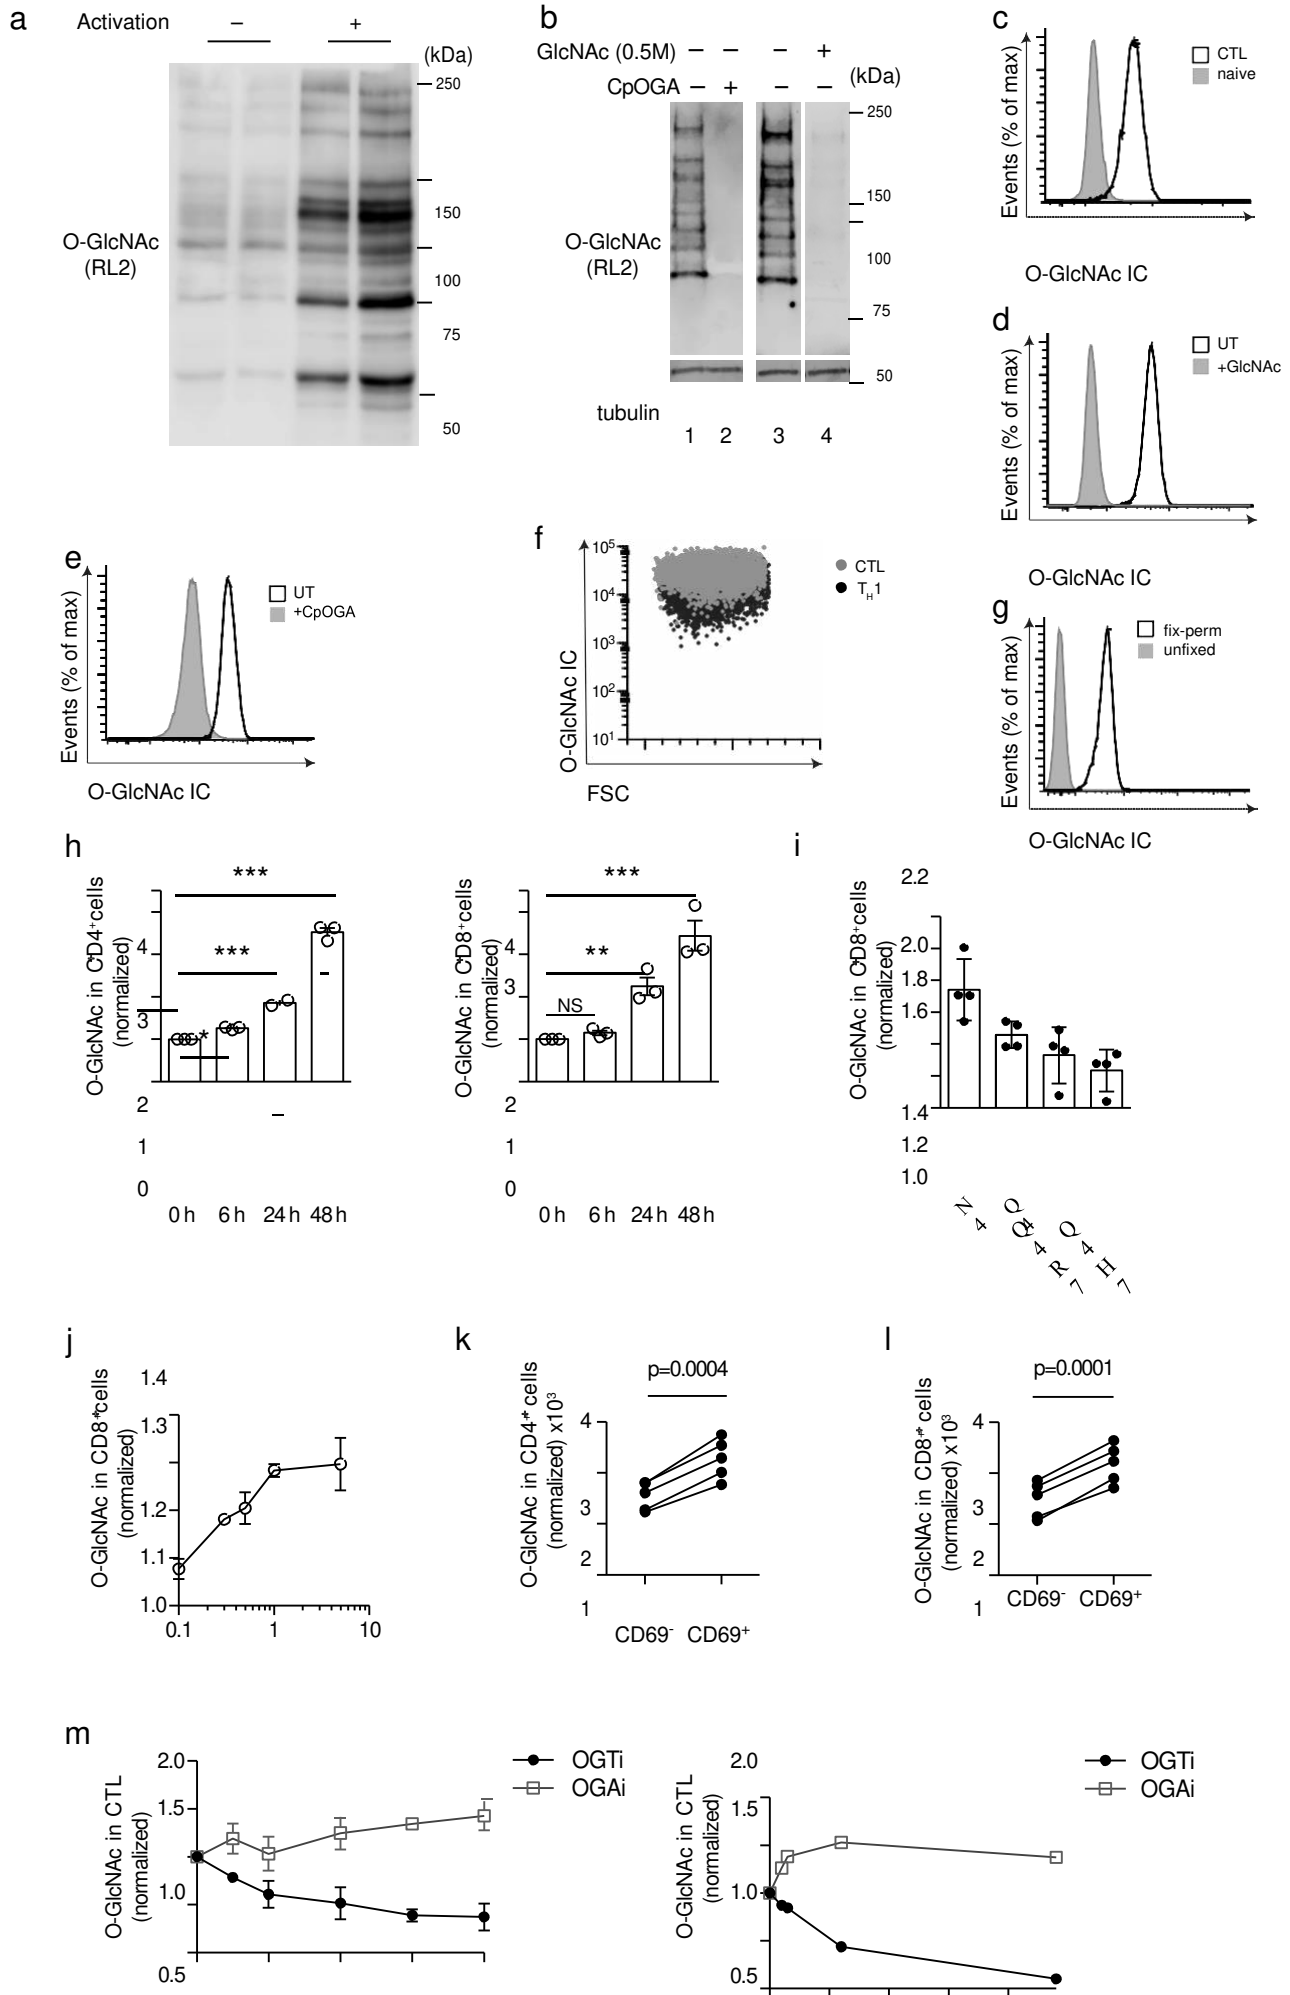 a
Activation – +
(kDa)
250
150
100
75
50
O-GlcNAc
(RL2)
b
GlcNAc (0.5M) – – – +
CpOGA – + – –
(kDa)
250
150
100
75
50
O-GlcNAc
(RL2)
tubulin
1 2 3 4
c
Events (% of max)
CTL
naive
O-GlcNAc IC
d
Events (% of max)
UT
+GlcNAc
O-GlcNAc IC
e
Events (% of max)
UT
+CpOGA
O-GlcNAc IC
f
O-GlcNAc IC
10⁵
10⁴
10³
10²
10¹
FSC
CTL
TH1
g
Events (% of max)
fix-perm
unfixed
O-GlcNAc IC
h
O-GlcNAc in CD4⁺ cells
(normalized)
4
3
2
1
0
***
***
*
0 h 6 h 24 h 48 h
O-GlcNAc in CD8⁺ cells
(normalized)
4
3
2
1
0
***
**
NS
0 h 6 h 24 h 48 h
i
O-GlcNAc in CD8⁺ cells
(normalized)
2.2
2.0
1.8
1.6
1.4
1.2
1.0
N4
Q4
Q4R7
Q4H7
j
O-GlcNAc in CD8⁺ cells
(normalized)
1.4
1.3
1.2
1.1
1.0
0.1 1 10
k
O-GlcNAc in CD4⁺ cells
(normalized) x10³
p=0.0004
4
3
2
1
CD69⁻ CD69⁺
l
O-GlcNAc in CD8⁺ cells
(normalized) x10³
p=0.0001
4
3
2
1
CD69⁻ CD69⁺
m
O-GlcNAc in CTL
(normalized)
2.0
1.5
1.0
0.5
OGTi
OGAi
O-GlcNAc in CTL
(normalized)
2.0
1.5
1.0
0.5
OGTi
OGAi